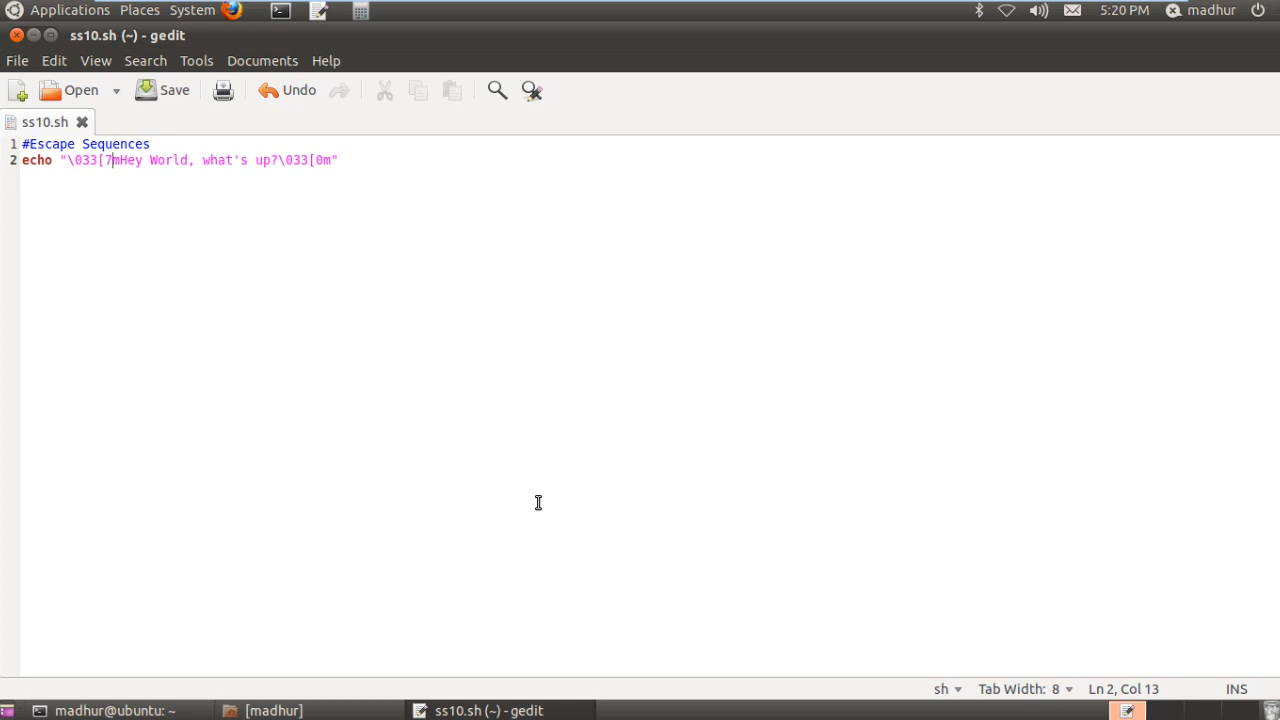 Applications Places System 5:20 PM madhur
ss10.sh (~) - gedit
File Edit View Search Tools Documents Help
Open Save Undo
ss10.sh
1 #Escape Sequences
2 echo "\033[7mHey World, what's up?\033[0m"
sh Tab Width: 8 Ln 2, Col 13 INS
madhur@ubuntu: ~ [madhur] ss10.sh (~) - gedit